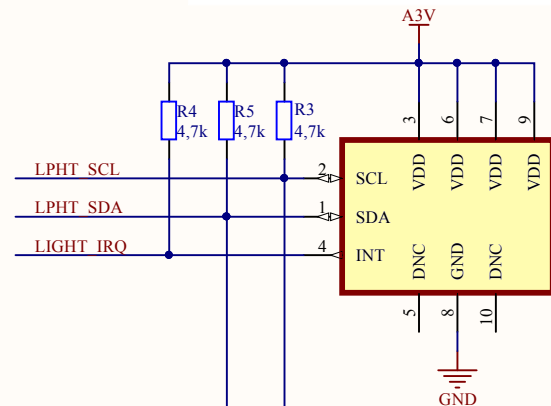 A3V
R4
4,7k
R5
4,7k
R3
4,7k
3
6
7
9
VDD
VDD
VDD
VDD
LPHT_SCL
2
SCL
LPHT_SDA
1
SDA
LIGHT_IRQ
4
INT
DNC
GND
DNC
5
8
10
GND